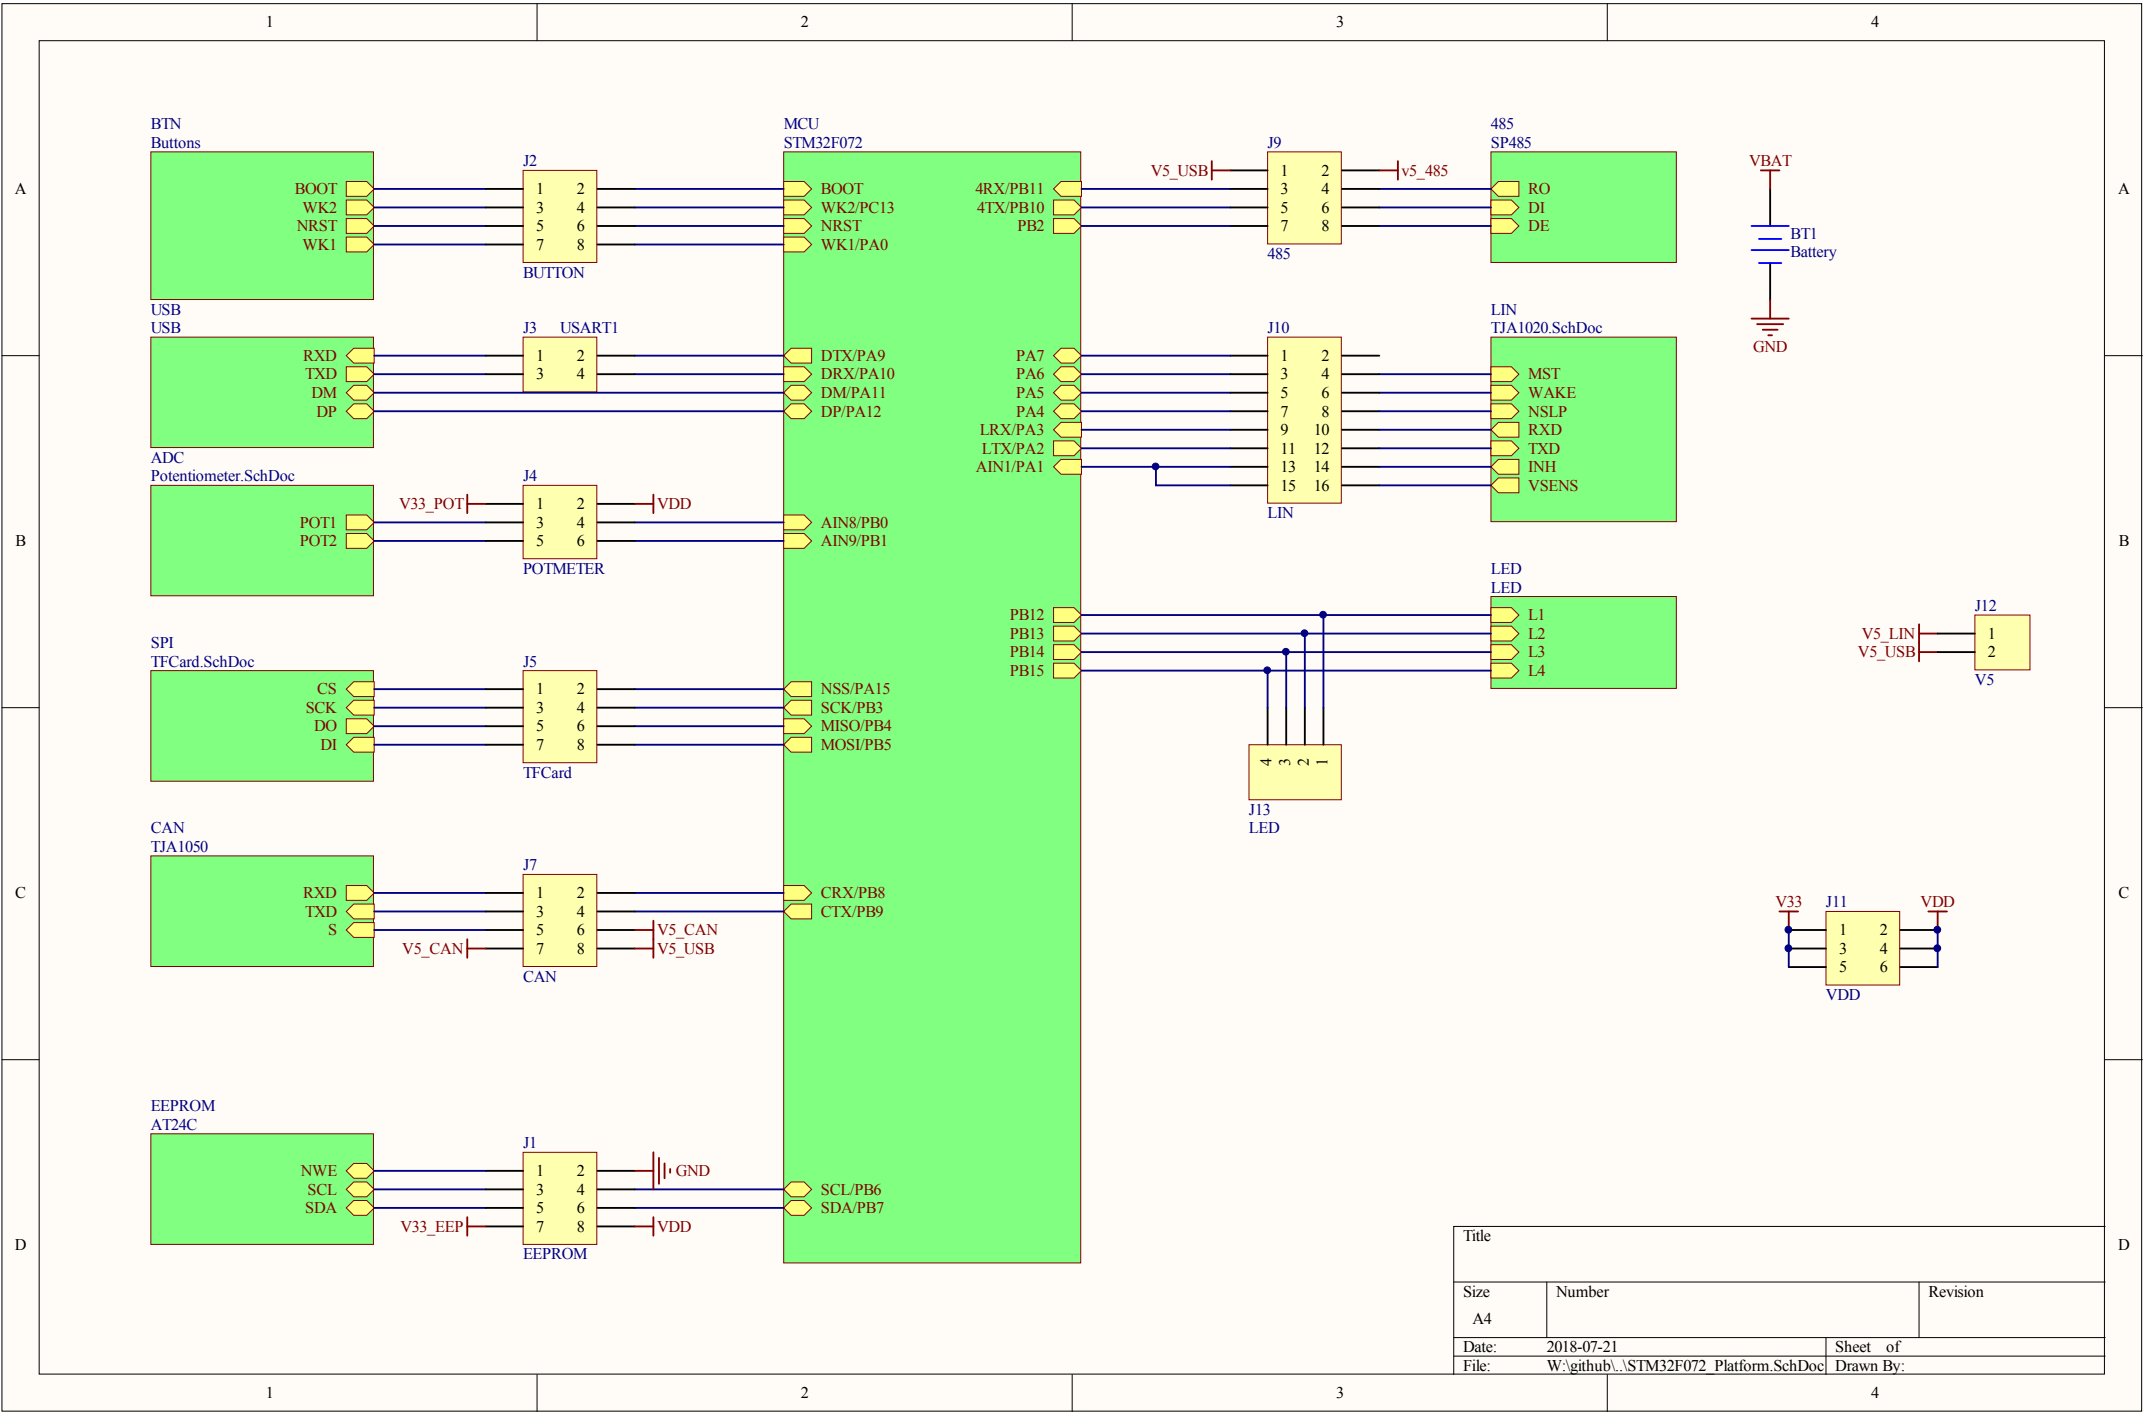 1 2 3 4
A A
B B
C C
D D
1 2 3 4
BTN
Buttons
BOOT
WK2
NRST
WK1
J2
1 2
3 4
5 6
7 8
BUTTON
USB
USB
RXD
TXD
DM
DP
J3 USART1
1 2
3 4
ADC
Potentiometer.SchDoc
POT1
POT2
J4
V33_POT 1 2 VDD
3 4
5 6
POTMETER
SPI
TFCard.SchDoc
CS
SCK
DO
DI
J5
1 2
3 4
5 6
7 8
TFCard
CAN
TJA1050
RXD
TXD
S
J7
1 2
3 4
5 6 V5_CAN
V5_CAN 7 8 V5_USB
CAN
EEPROM
AT24C
NWE
SCL
SDA
J1
1 2 GND
3 4
5 6
V33_EEP 7 8 VDD
EEPROM
MCU
STM32F072
BOOT
WK2/PC13
NRST
WK1/PA0
DTX/PA9
DRX/PA10
DM/PA11
DP/PA12
AIN8/PB0
AIN9/PB1
NSS/PA15
SCK/PB3
MISO/PB4
MOSI/PB5
CRX/PB8
CTX/PB9
SCL/PB6
SDA/PB7
4RX/PB11
4TX/PB10
PB2
PA7
PA6
PA5
PA4
LRX/PA3
LTX/PA2
AIN1/PA1
PB12
PB13
PB14
PB15
J9
V5_USB 1 2 v5_485
3 4
5 6
7 8
485
485
SP485
RO
DI
DE
J10
1 2
3 4
5 6
7 8
9 10
11 12
13 14
15 16
LIN
LIN
TJA1020.SchDoc
MST
WAKE
NSLP
RXD
TXD
INH
VSENS
LED
LED
L1
L2
L3
L4
4 3 2 1
J13
LED
VBAT
BT1
Battery
GND
J12
V5_LIN 1
V5_USB 2
V5
V33 J11 VDD
1 2
3 4
5 6
VDD
Title
Size Number Revision
A4
Date: 2018-07-21 Sheet of
File: W:\github\..\STM32F072_Platform.SchDoc Drawn By: